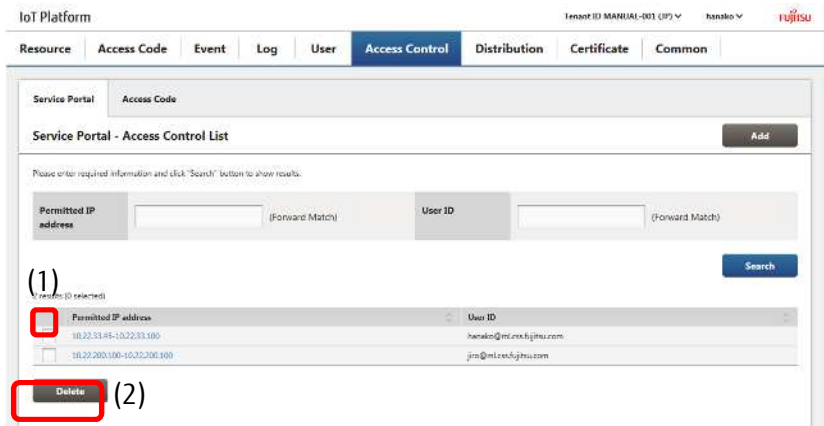 IoT Platform
Tenant ID MANUAL-001 (JP) hanako FUJITSU
Resource Access Code Event Log User Access Control Distribution Certificate Common
Service Portal Access Code
Service Portal - Access Control List Add
Please enter required information and click "Search" button to show results.
Permitted IP address (Forward Match) User ID (Forward Match)
Search
(1)
2 results (0 selected)
Permitted IP address User ID
10.22.33.45-10.22.33.100 hanako@ml.css.fujitsu.com
10.22.200.100-10.22.200.100 jiro@ml.css.fujitsu.com
Delete (2)